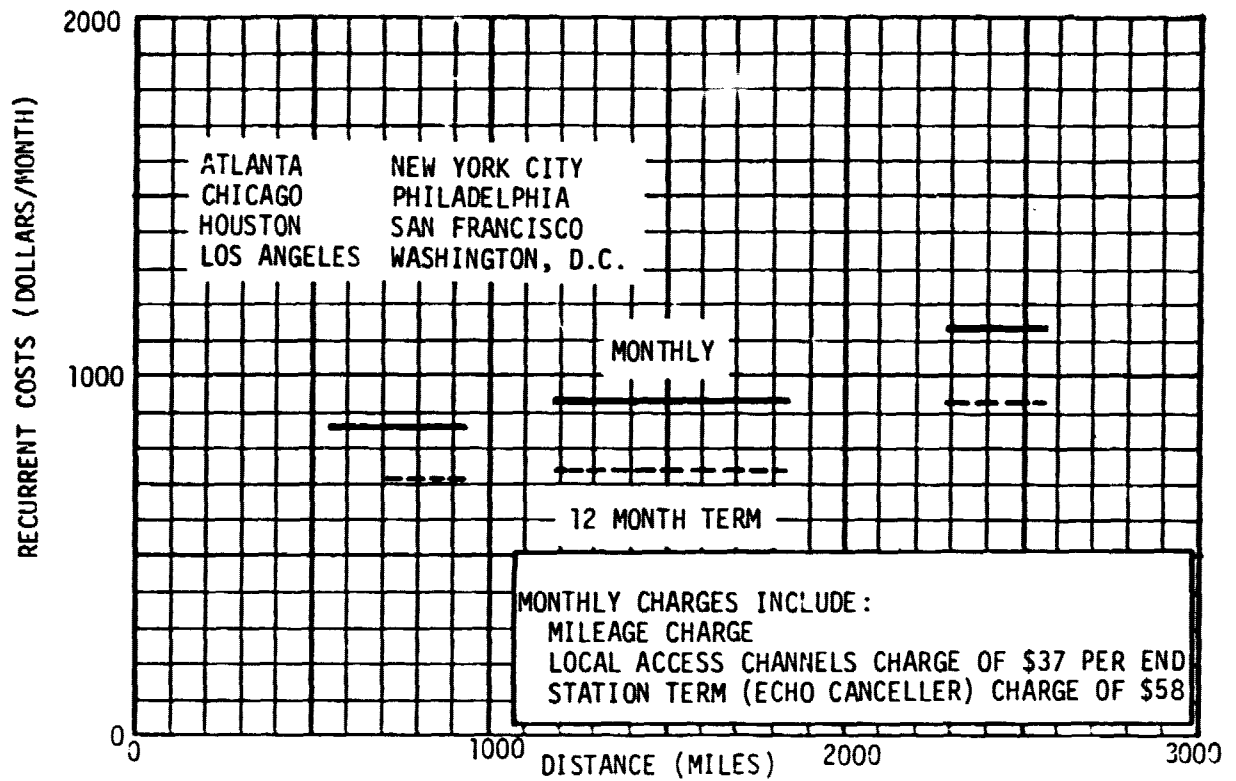 RECURRENT COSTS (DOLLARS/MONTH)
2000
1000
0
ATLANTA NEW YORK CITY
CHICAGO PHILADELPHIA
HOUSTON SAN FRANCISCO
LOS ANGELES WASHINGTON, D.C.
MONTHLY
12 MONTH TERM
MONTHLY CHARGES INCLUDE:
MILEAGE CHARGE
LOCAL ACCESS CHANNELS CHARGE OF $37 PER END
STATION TERM (ECHO CANCELLER) CHARGE OF $58
0 1000 2000 3000
DISTANCE (MILES)